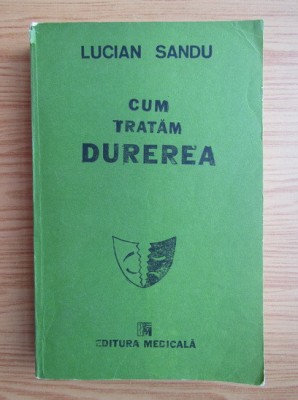 LUCIAN SANDU
CUM
TRATĂM
DUREREA
EDITURA MEDICALĂ